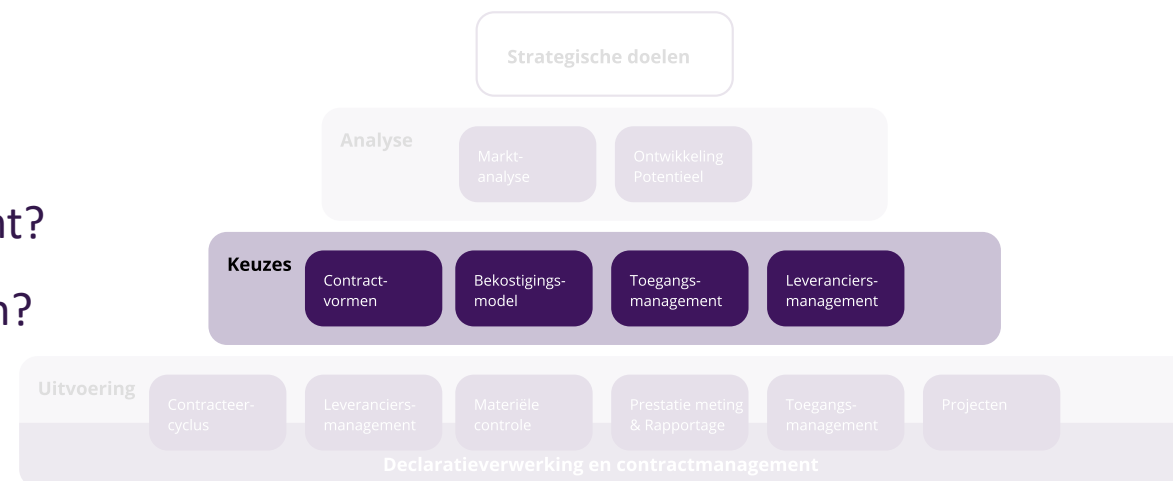 Strategische doelen
Analyse
Markt-
analyse
Ontwikkeling
Potentieel
nt?
n?
Keuzes
Contract-
vormen
Bekostigings-
model
Toegangs-
management
Leveranciers-
management
Uitvoering
Contracteer-
cyclus
Leveranciers-
management
Materiële
controle
Prestatie meting
& Rapportage
Toegangs-
management
Projecten
Declaratieverwerking en contractmanagement